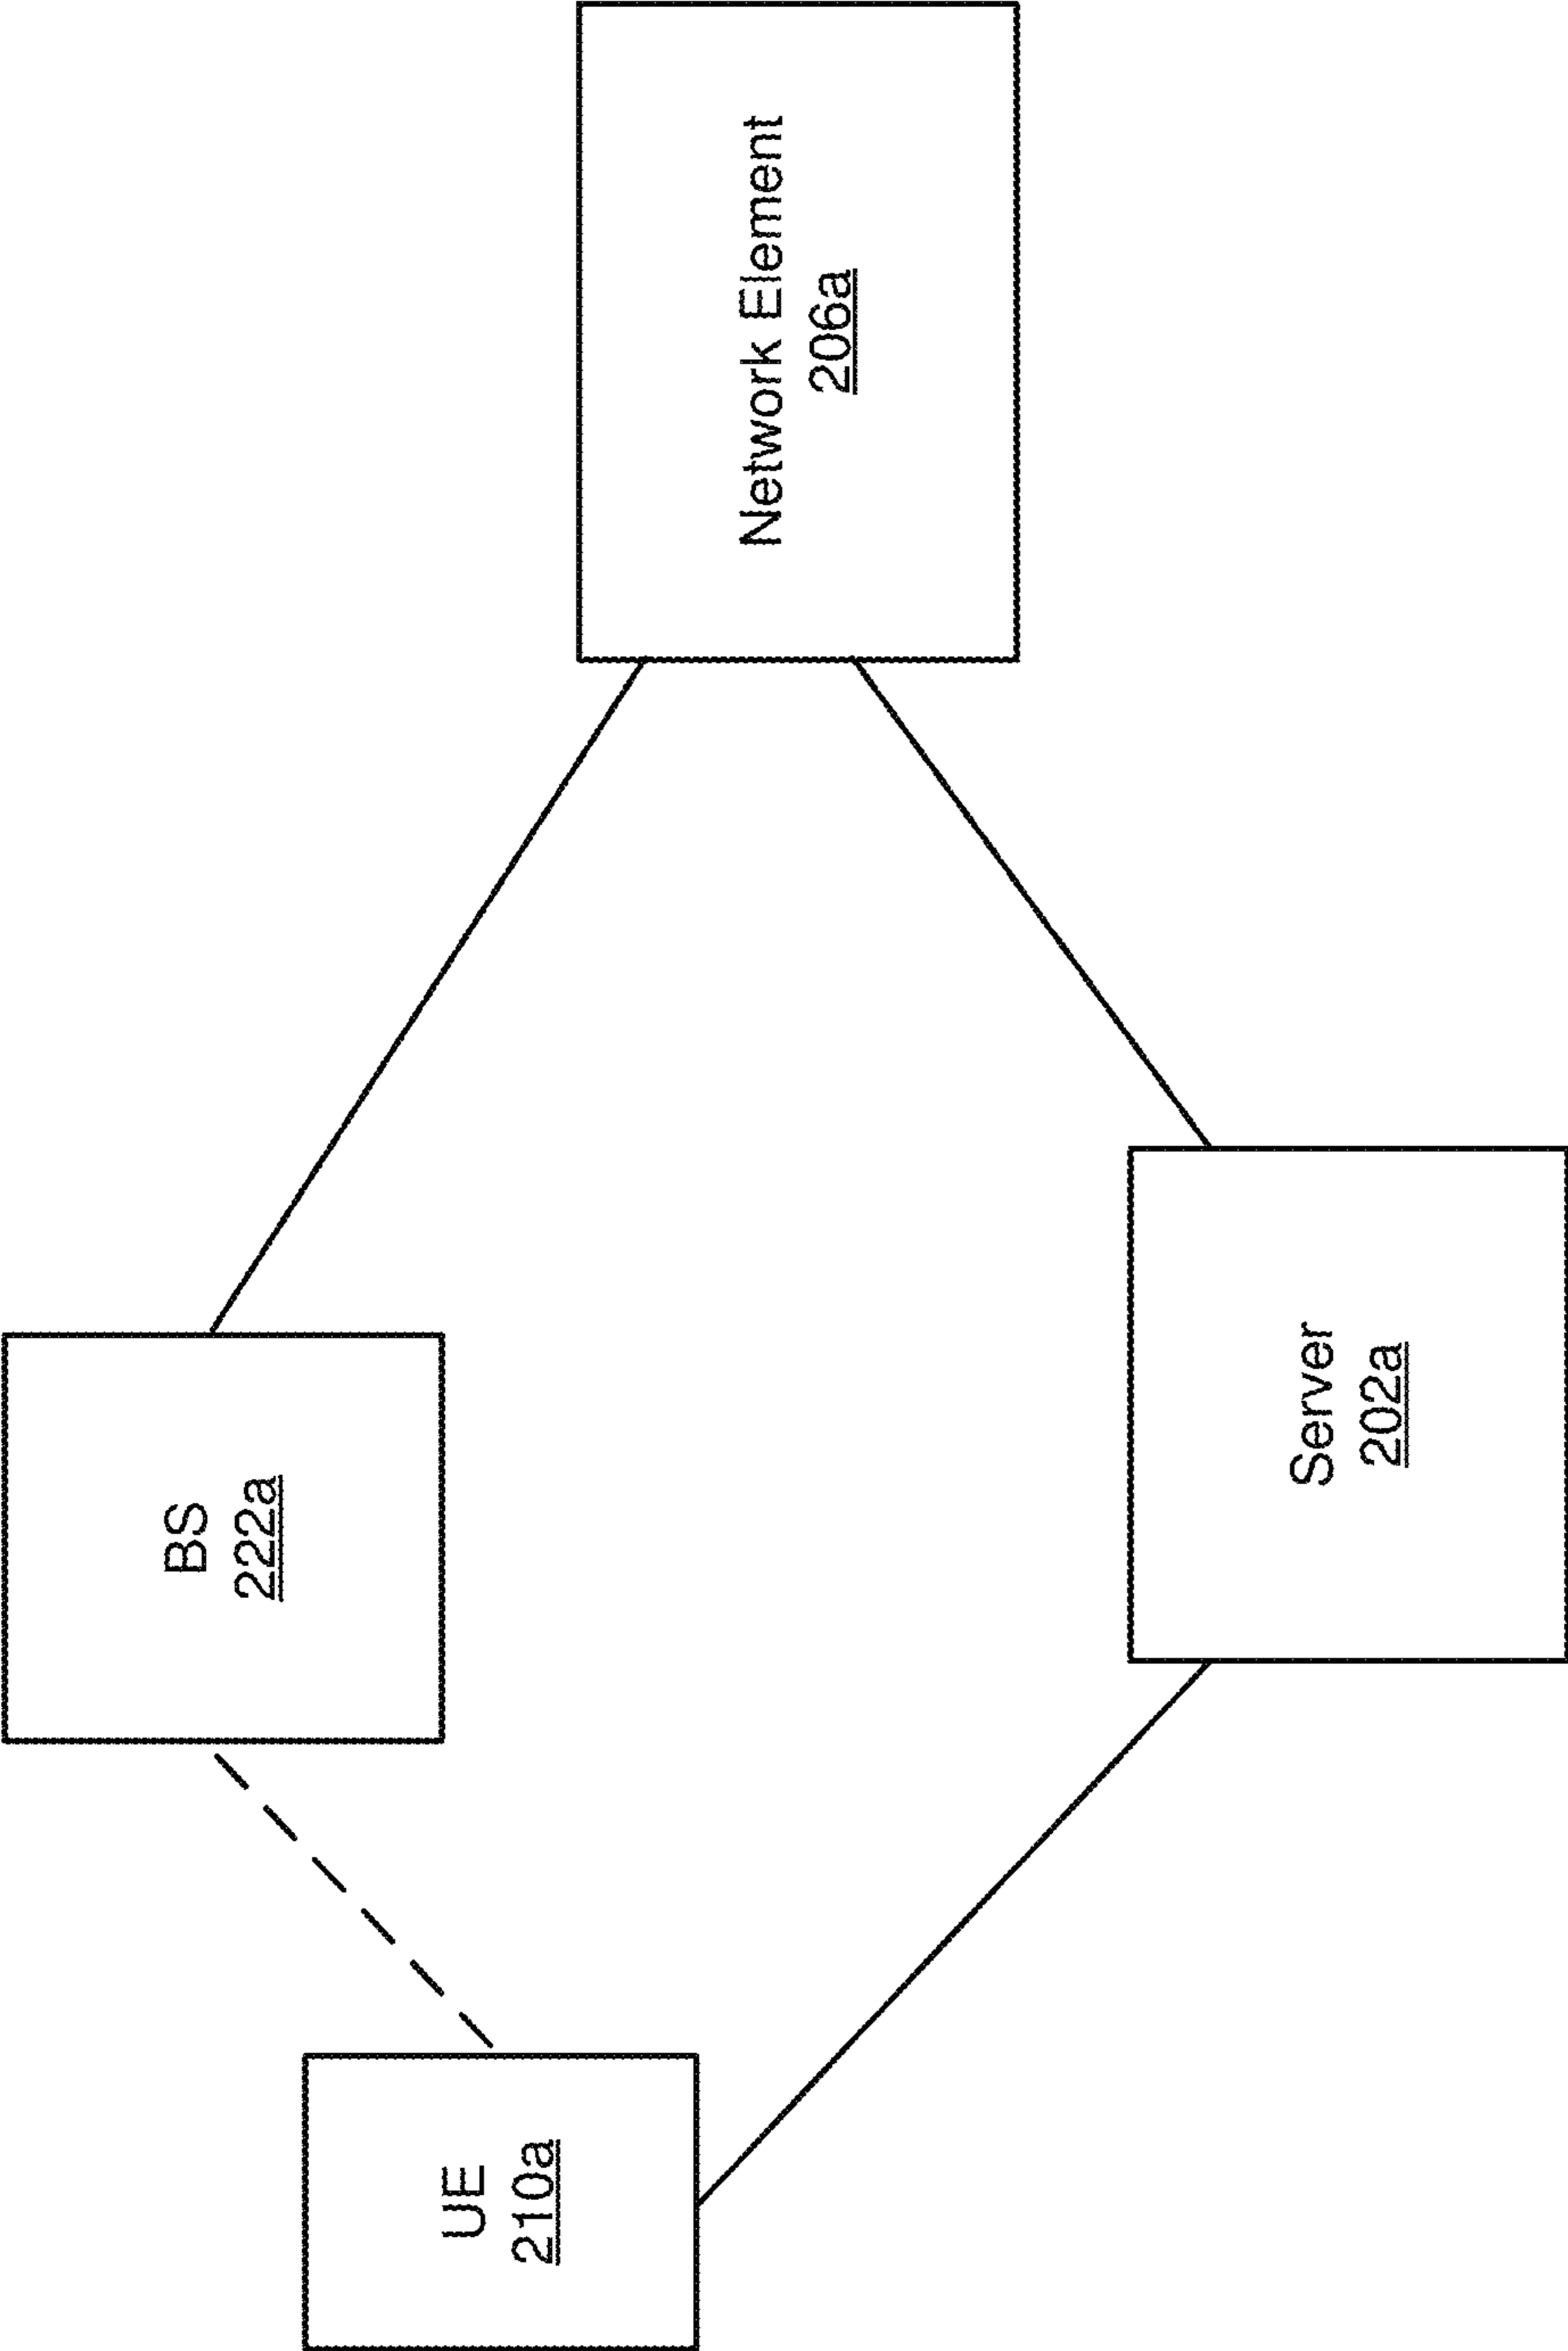 UE
210a
BS
222a
Server
202a
Network Element
206a